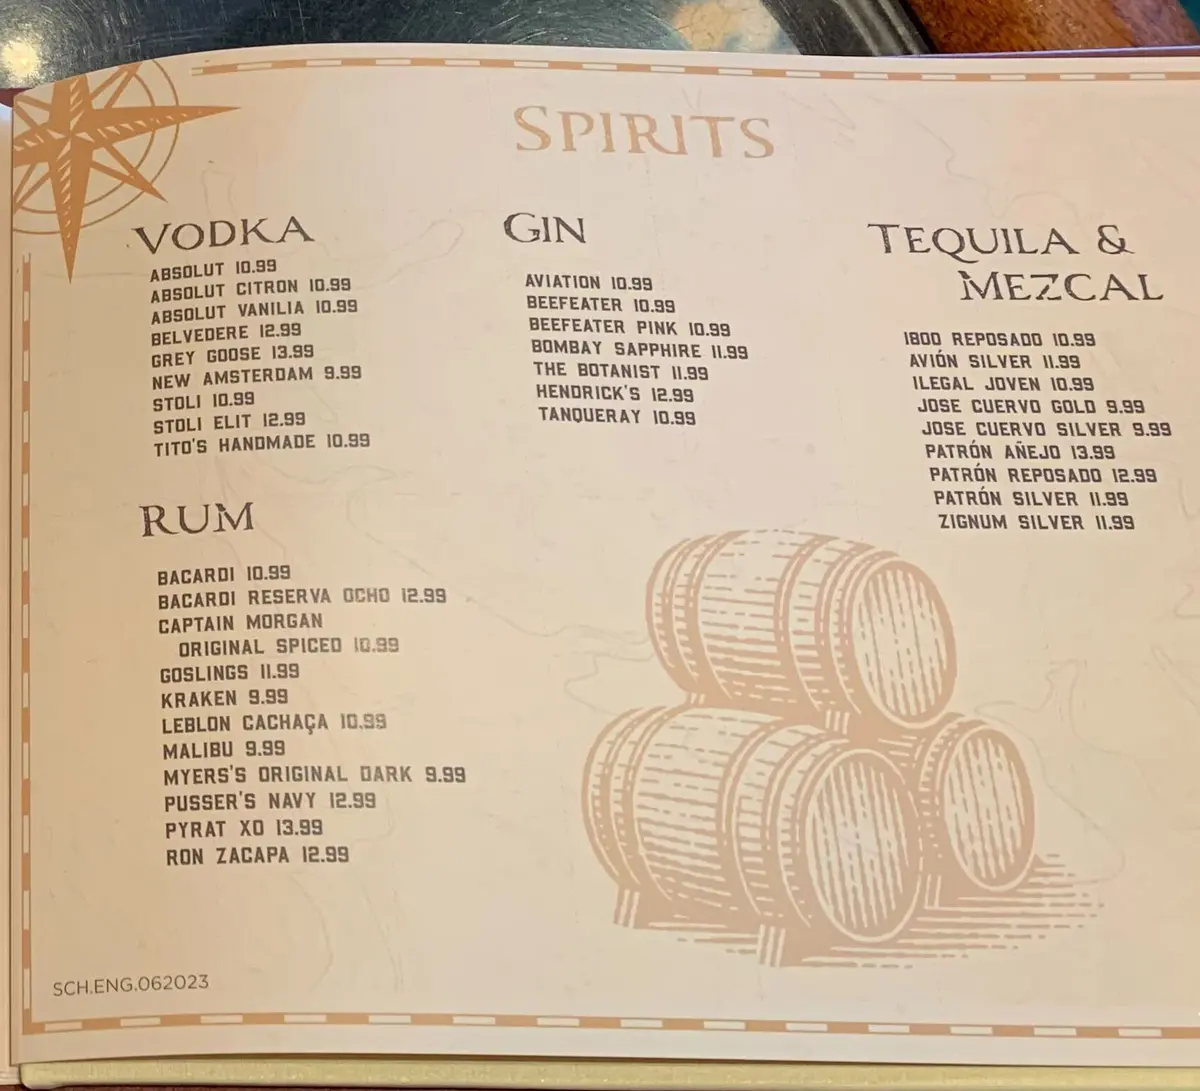 SPIRITS
VODKA
ABSOLUT 10.99
ABSOLUT CITRON 10.99
ABSOLUT VANILIA 10.99
BELVEDERE 12.99
GREY GOOSE 13.99
NEW AMSTERDAM 9.99
STOLI 10.99
STOLI ELIT 12.99
TITO'S HANDMADE 10.99
RUM
BACARDI 10.99
BACARDI RESERVA OCHO 12.99
CAPTAIN MORGAN
ORIGINAL SPICED 10.99
GOSLINGS 11.99
KRAKEN 9.99
LEBLON CACHAÇA 10.99
MALIBU 9.99
MYERS'S ORIGINAL DARK 9.99
PUSSER'S NAVY 12.99
PYRAT XO 13.99
RON ZACAPA 12.99
GIN
AVIATION 10.99
BEEFEATER 10.99
BEEFEATER PINK 10.99
BOMBAY SAPPHIRE 11.99
THE BOTANIST 11.99
HENDRICK'S 12.99
TANQUERAY 10.99
TEQUILA &
MEZCAL
1800 REPOSADO 10.99
AVIÓN SILVER 11.99
ILEGAL JOVEN 10.99
JOSE CUERVO GOLD 9.99
JOSE CUERVO SILVER 9.99
PATRÓN AÑEJO 13.99
PATRÓN REPOSADO 12.99
PATRÓN SILVER 11.99
ZIGNUM SILVER 11.99
SCH.ENG.062023